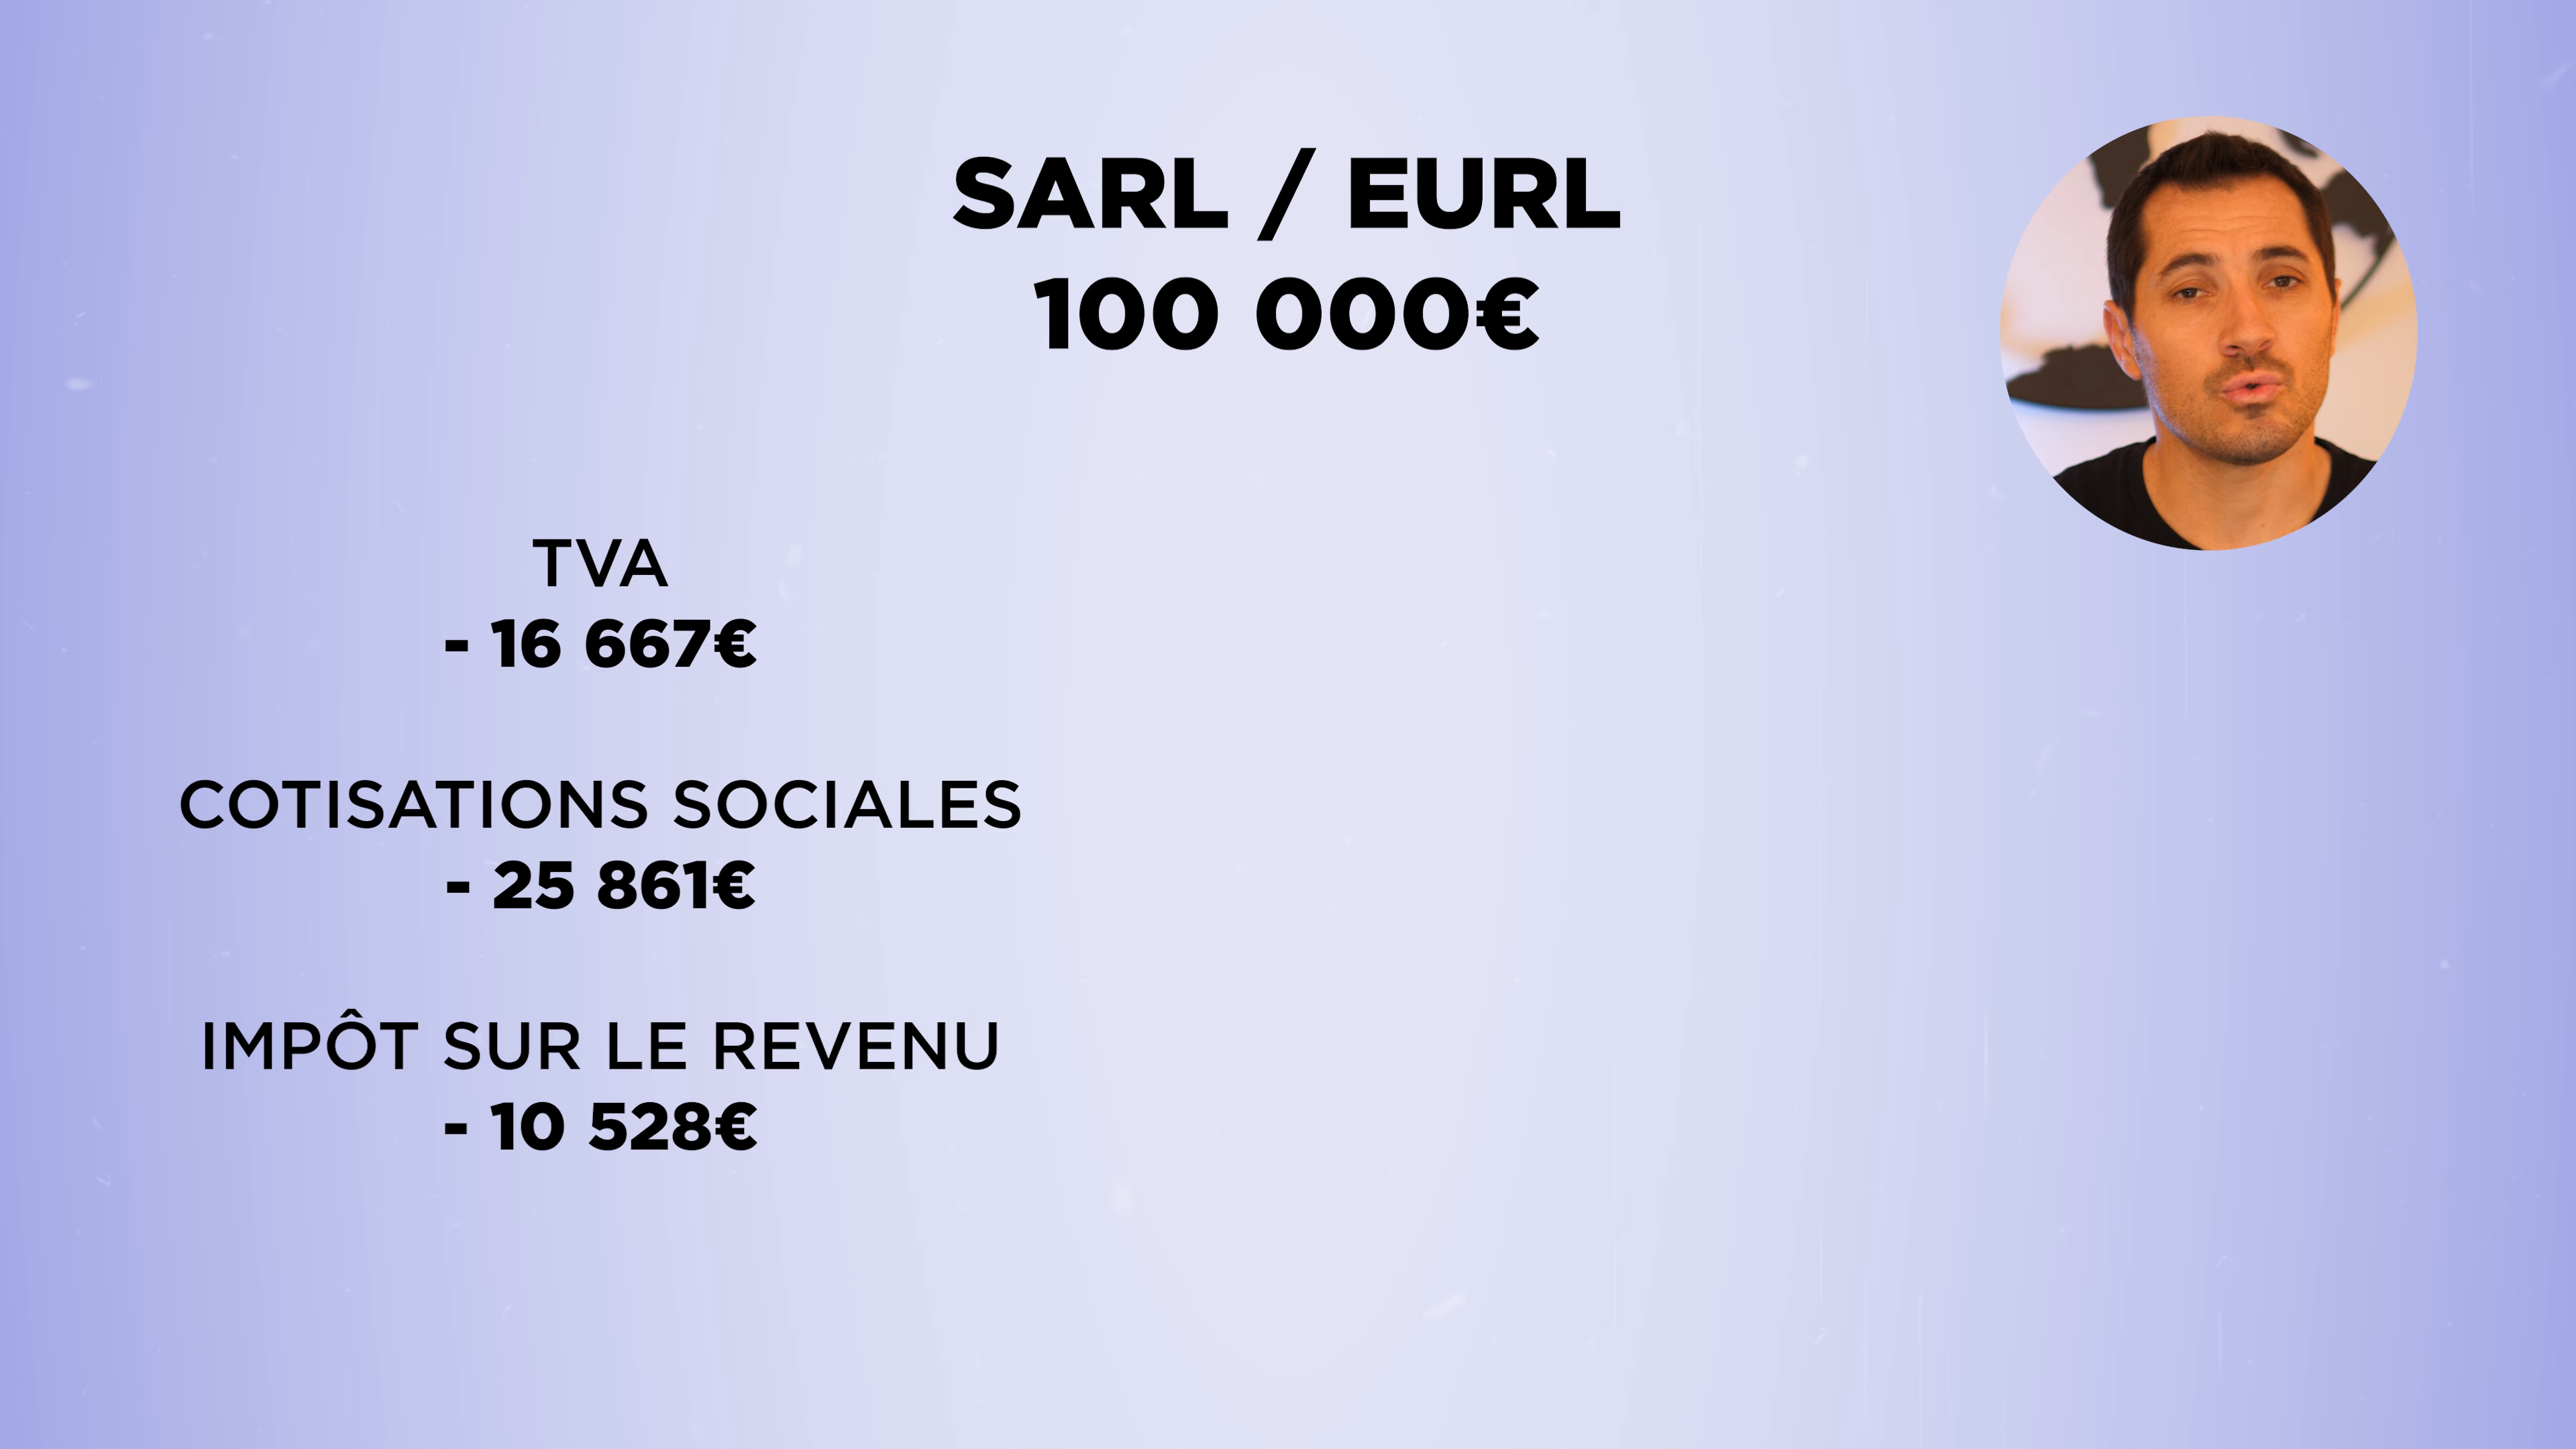 SARL / EURL
100 000€
TVA
- 16 667€
COTISATIONS SOCIALES
- 25 861€
IMPÔT SUR LE REVENU
- 10 528€